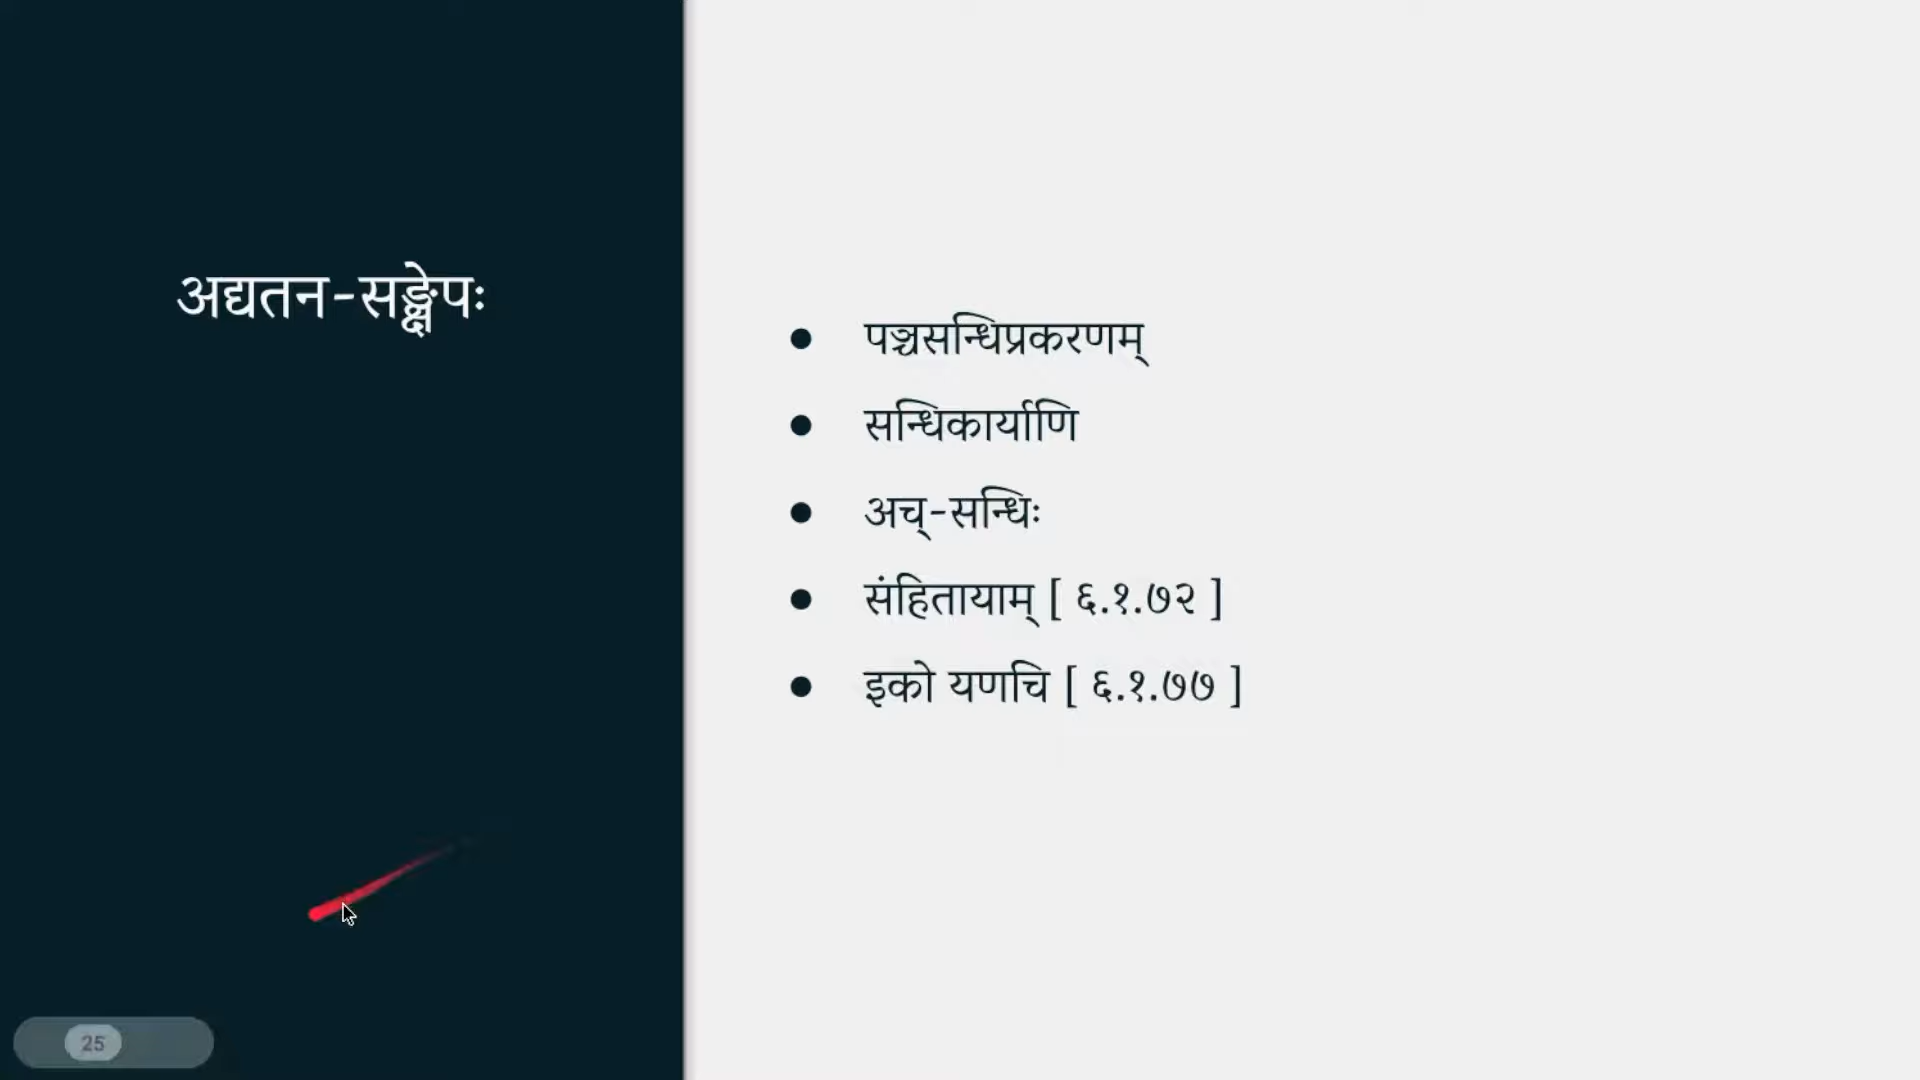 अद्यतन-सङ्क्षेपः
● पञ्चसन्धिप्रकरणम्
● सन्धिकार्याणि
● अच्-सन्धिः
● संहितायाम् [ ६.१.७२ ]
● इको यणचि [ ६.१.७७ ]
25